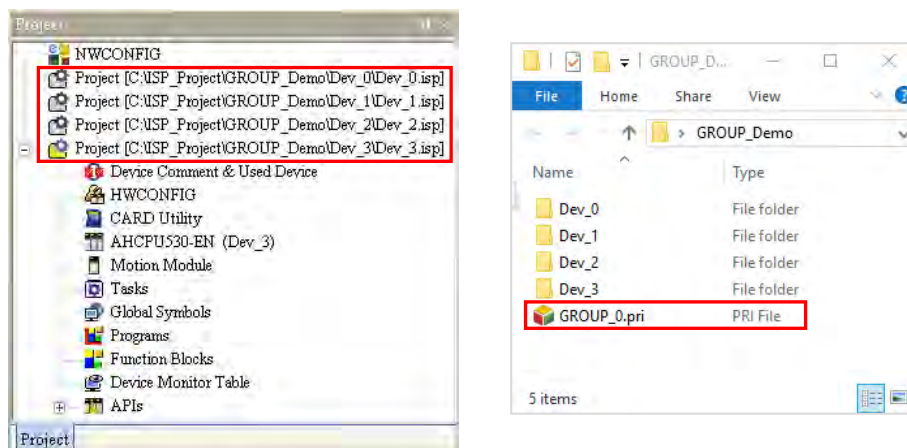 Project
NWCONFIG
Project [C:\ISP_Project\GROUP_Demo\Dev_0\Dev_0.isp]
Project [C:\ISP_Project\GROUP_Demo\Dev_1\Dev_1.isp]
Project [C:\ISP_Project\GROUP_Demo\Dev_2\Dev_2.isp]
Project [C:\ISP_Project\GROUP_Demo\Dev_3\Dev_3.isp]
Device Comment & Used Device
HWCONFIG
CARD Utility
AHCPU530-EN (Dev_3)
Motion Module
Tasks
Global Symbols
Programs
Function Blocks
Device Monitor Table
APIs
Project
GROUP_D...
File Home Share View
GROUP_Demo
Name Type
Dev_0 File folder
Dev_1 File folder
Dev_2 File folder
Dev_3 File folder
GROUP_0.pri PRI File
5 items